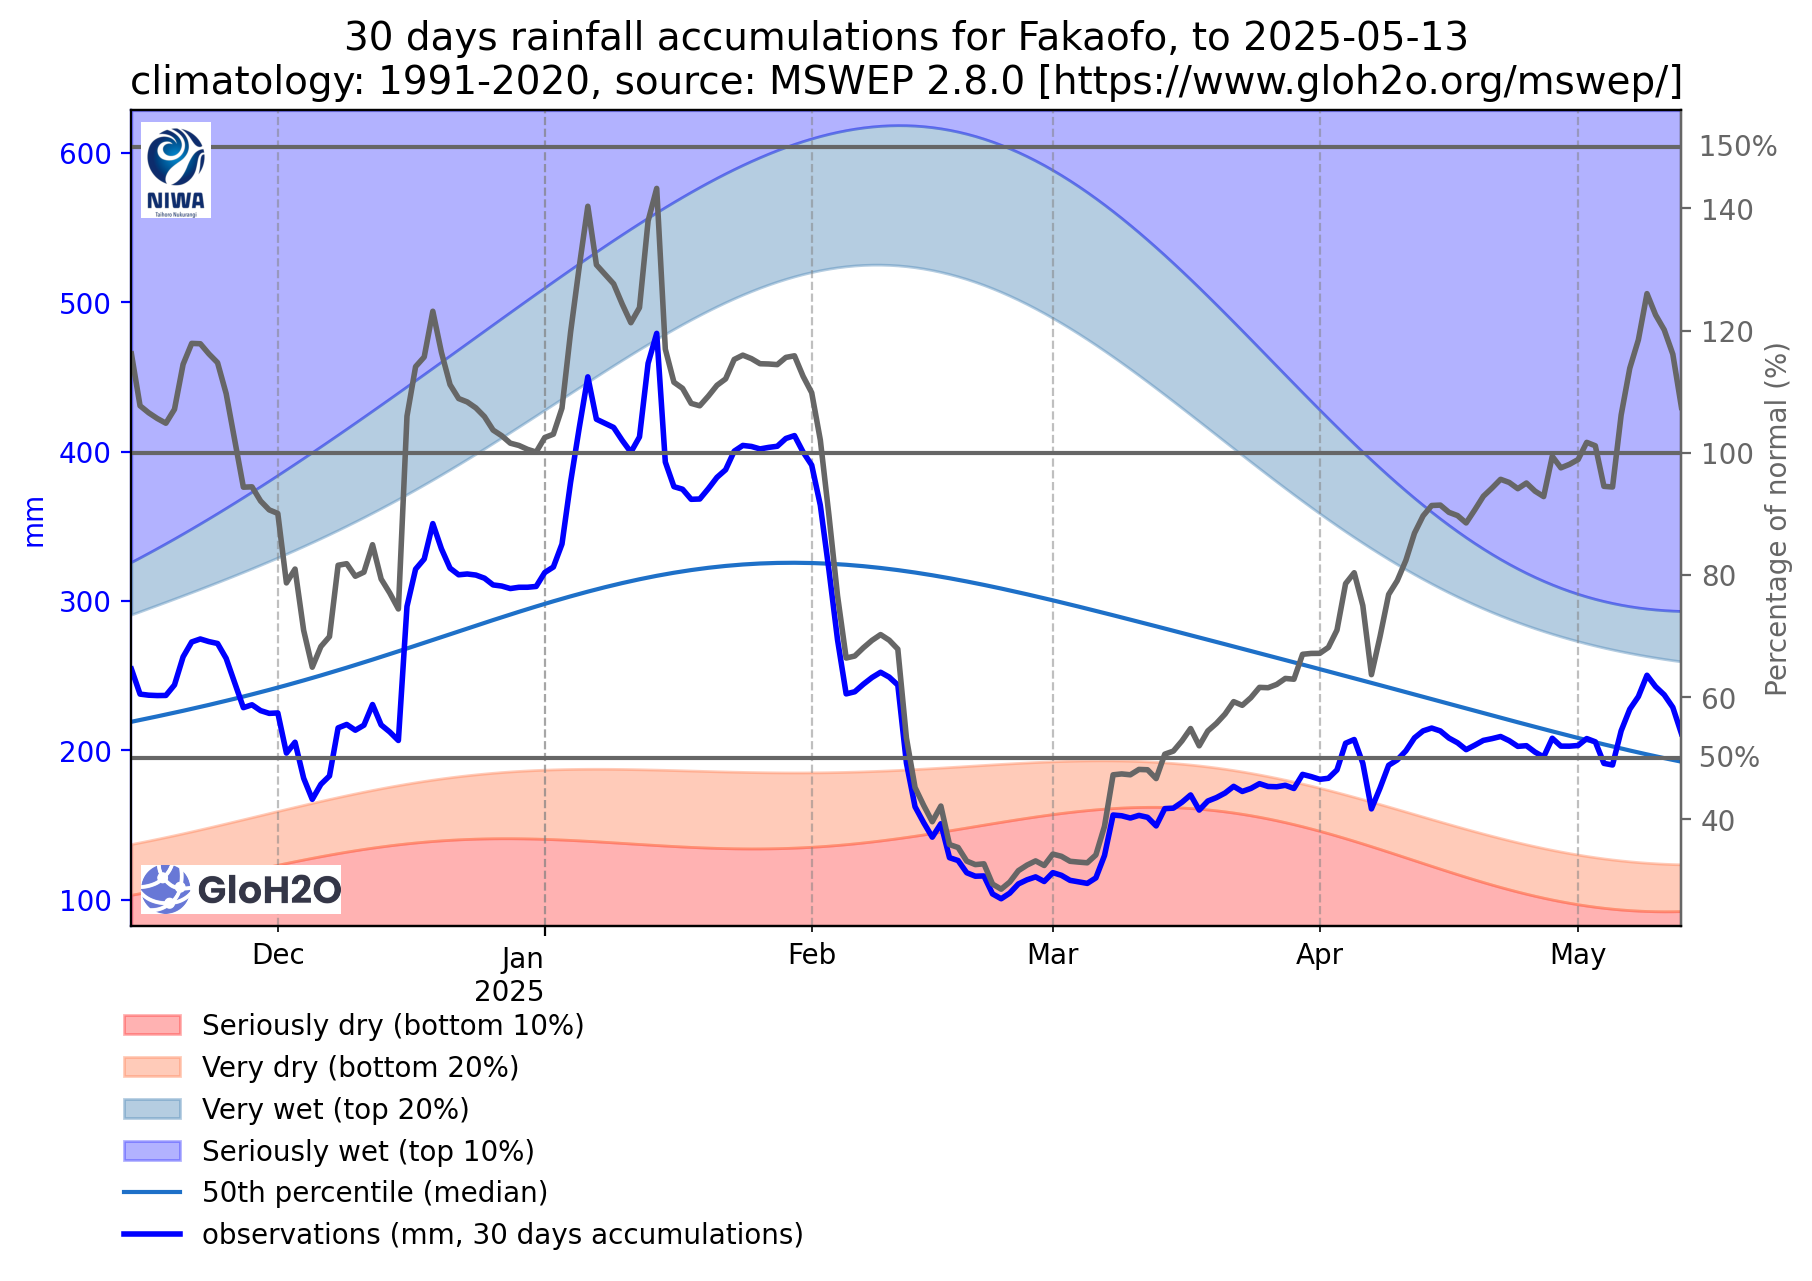 30 days rainfall accumulations for Fakaofo, to 2025-05-13
climatology: 1991-2020, source: MSWEP 2.8.0 [https://www.gloh2o.org/mswep/]
NIWA
Taihoro Nukurangi
600
500
400
300
200
100
mm
150%
140
120
100
80
60
50%
40
Percentage of normal (%)
GloH2O
Dec
Jan
2025
Feb
Mar
Apr
May
Seriously dry (bottom 10%)
Very dry (bottom 20%)
Very wet (top 20%)
Seriously wet (top 10%)
50th percentile (median)
observations (mm, 30 days accumulations)